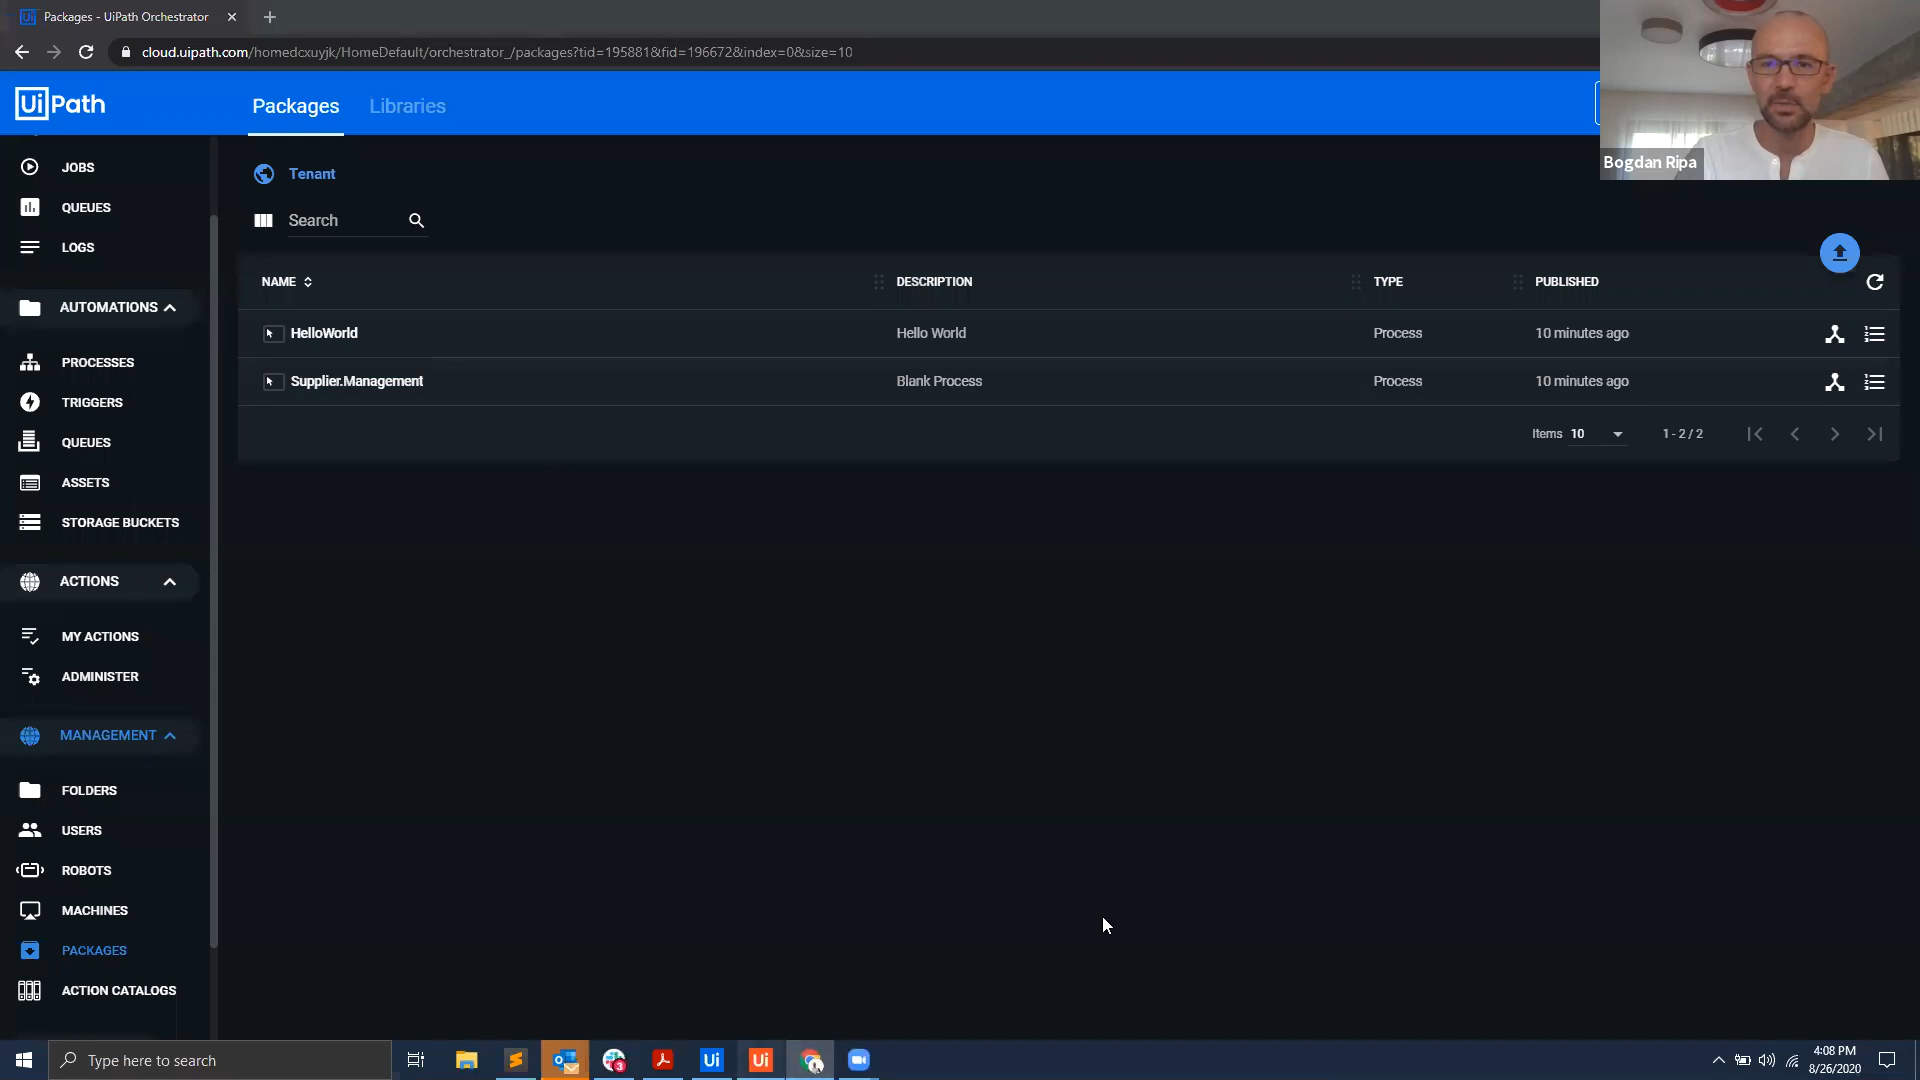 Packages - UiPath Orchestrator
cloud.uipath.com/homedcxuyjk/HomeDefault/orchestrator_/packages?tid=195881&fid=196672&index=0&size=10
UiPath
Packages
Libraries
Bogdan Ripa
JOBS
QUEUES
LOGS
AUTOMATIONS
PROCESSES
TRIGGERS
QUEUES
ASSETS
STORAGE BUCKETS
ACTIONS
MY ACTIONS
ADMINISTER
MANAGEMENT
FOLDERS
USERS
ROBOTS
MACHINES
PACKAGES
ACTION CATALOGS
Tenant
Search
NAME DESCRIPTION TYPE PUBLISHED
HelloWorld Hello World Process 10 minutes ago
Supplier.Management Blank Process Process 10 minutes ago
Items 10 1 - 2 / 2
Type here to search
3
Ui
Ui
4:08 PM
8/26/2020